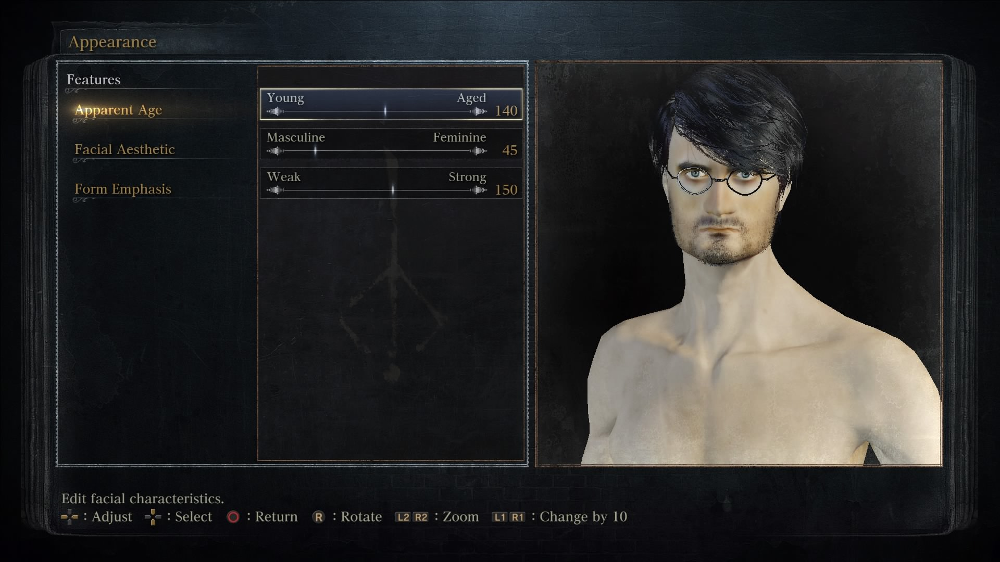 Appearance
Features
Apparent Age
Young Aged
140
Facial Aesthetic
Masculine Feminine
45
Form Emphasis
Weak Strong
150
Edit facial characteristics.
: Adjust : Select : Return R : Rotate L2 R2 : Zoom L1 R1 : Change by 10